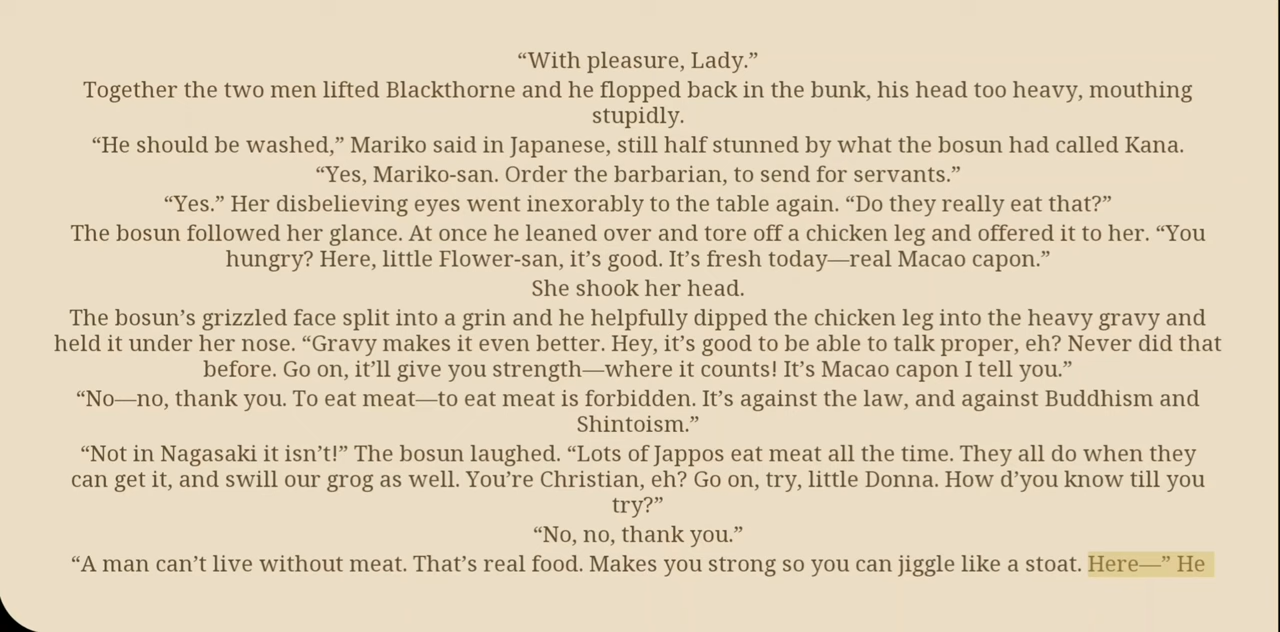 “With pleasure, Lady.”
Together the two men lifted Blackthorne and he flopped back in the bunk, his head too heavy, mouthing
stupidly.
“He should be washed,” Mariko said in Japanese, still half stunned by what the bosun had called Kana.
“Yes, Mariko-san. Order the barbarian, to send for servants.”
“Yes.” Her disbelieving eyes went inexorably to the table again. “Do they really eat that?”
The bosun followed her glance. At once he leaned over and tore off a chicken leg and offered it to her. “You
hungry? Here, little Flower-san, it’s good. It’s fresh today—real Macao capon.”
She shook her head.
The bosun’s grizzled face split into a grin and he helpfully dipped the chicken leg into the heavy gravy and
held it under her nose. “Gravy makes it even better. Hey, it’s good to be able to talk proper, eh? Never did that
before. Go on, it’ll give you strength—where it counts! It’s Macao capon I tell you.”
“No—no, thank you. To eat meat—to eat meat is forbidden. It’s against the law, and against Buddhism and
Shintoism.”
“Not in Nagasaki it isn’t!” The bosun laughed. “Lots of Jappos eat meat all the time. They all do when they
can get it, and swill our grog as well. You’re Christian, eh? Go on, try, little Donna. How d’you know till you
try?”
“No, no, thank you.”
“A man can’t live without meat. That’s real food. Makes you strong so you can jiggle like a stoat. Here—” He